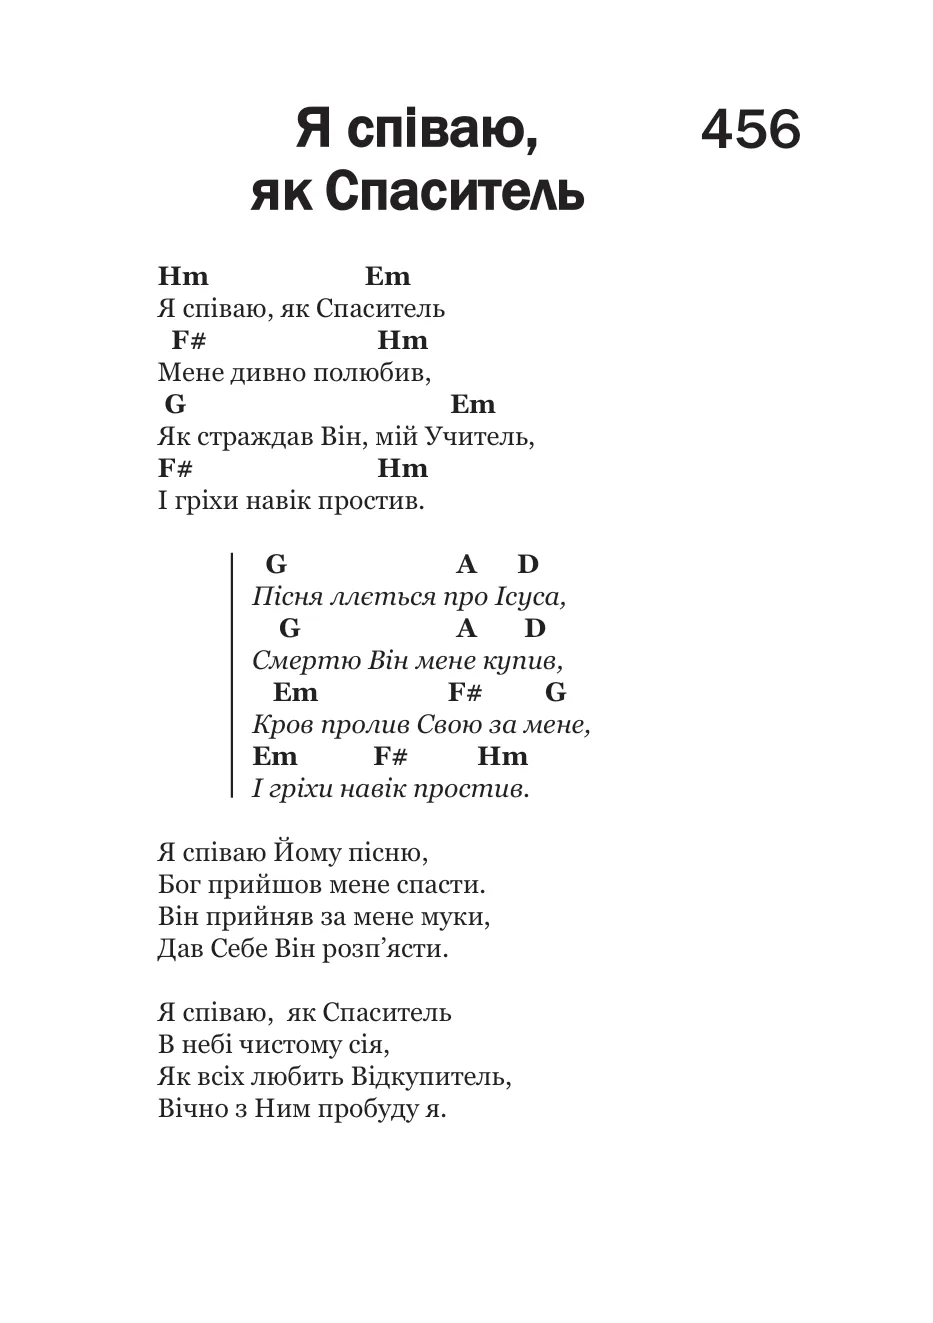 Я співаю,
як Спаситель
456
Hm Em
Я співаю, як Спаситель
F# Hm
Мене дивно полюбив,
G Em
Як страждав Він, мій Учитель,
F# Hm
І гріхи навік простив.
G A D
Пісня ллється про Ісуса,
G A D
Смертю Він мене купив,
Em F# G
Кров пролив Свою за мене,
Em F# Hm
І гріхи навік простив.
Я співаю Йому пісню,
Бог прийшов мене спасти.
Він прийняв за мене муки,
Дав Себе Він розп’ясти.
Я співаю, як Спаситель
В небі чистому сія,
Як всіх любить Відкупитель,
Вічно з Ним пробуду я.